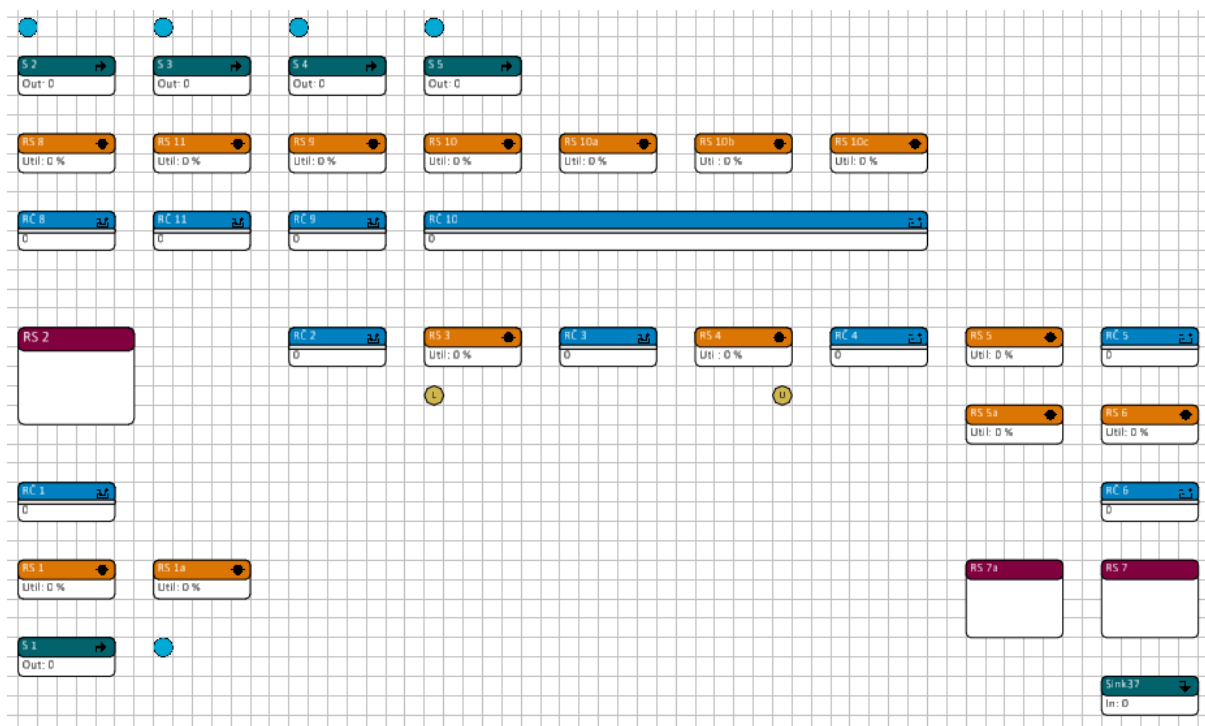 S 2 S 3 S 4 S 5
Out: 0 Out: 0 Out: 0 Out: 0
RS 8 RS 11 RS 9 RS 10 RS 10a RS 10b RS 10c
Util: 0 % Util: 0 % Util: 0 % Util: 0 % Util: 0 % Uti : 0 % Util: 0 %
RČ 8 RČ 11 RČ 9 RČ 10
0 0 0 0
RS 2 RČ 2 RS 3 RČ 3 RS 4 RČ 4 RS 5 RČ 5
0 Util: 0 % 0 Uti : 0 % 0 Util: 0 % 0
L U
RS 5a RS 6
Util: 0 % Util: 0 %
RČ 1 RČ 6
0 0
RS 1 RS 1a RS 7a RS 7
Util: 0 % Util: 0 %
S 1
Out: 0
Sink37
In: 0